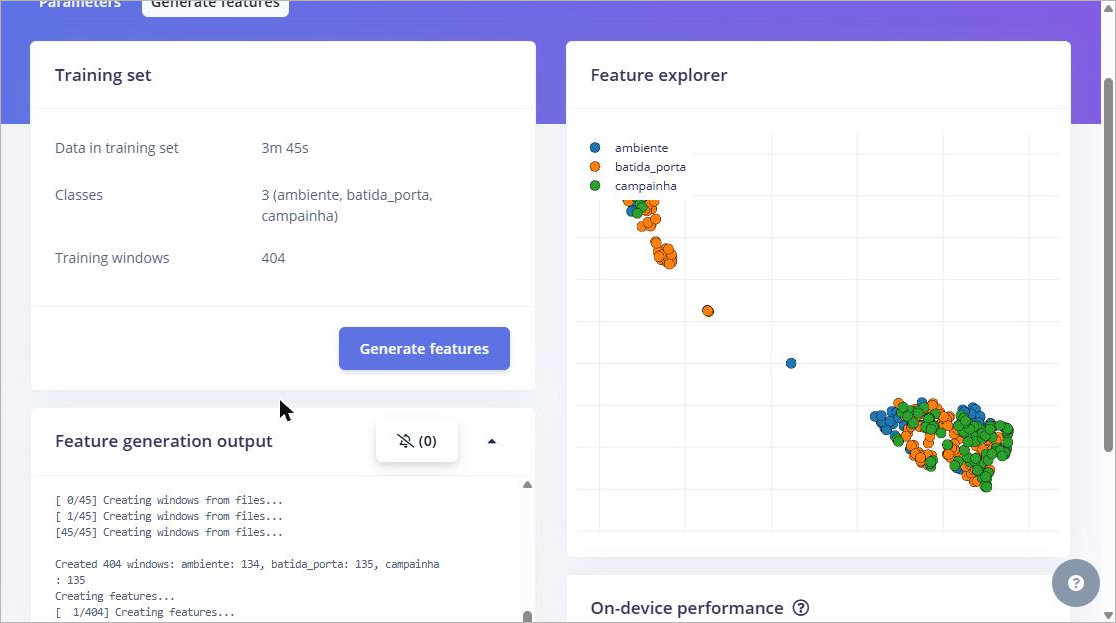 Parameters
Generate features
Training set
Data in training set 3m 45s
Classes 3 (ambiente, batida_porta,
campainha)
Training windows 404
Generate features
Feature generation output
(0)
[ 0/45] Creating windows from files...
[ 1/45] Creating windows from files...
[45/45] Creating windows from files...
Created 404 windows: ambiente: 134, batida_porta: 135, campainha
: 135
Creating features...
[  1/404] Creating features...
Feature explorer
ambiente
batida_porta
campainha
On-device performance ?
?